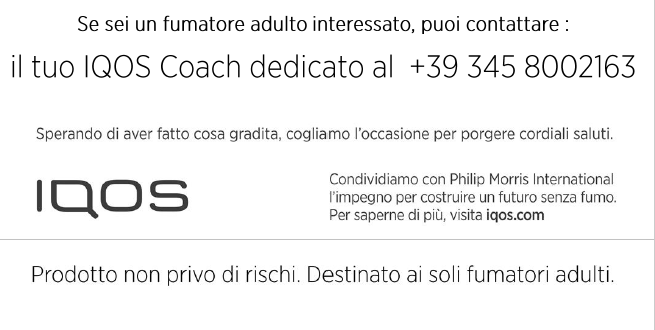 Se sei un fumatore adulto interessato, puoi contattare :
il tuo IQOS Coach dedicato al +39 345 8002163
Sperando di aver fatto cosa gradita, cogliamo l'occasione per porgere cordiali saluti.
IQOS
Condividiamo con Philip Morris International
l'impegno per costruire un futuro senza fumo.
Per saperne di più, visita iqos.com
Prodotto non privo di rischi. Destinato ai soli fumatori adulti.